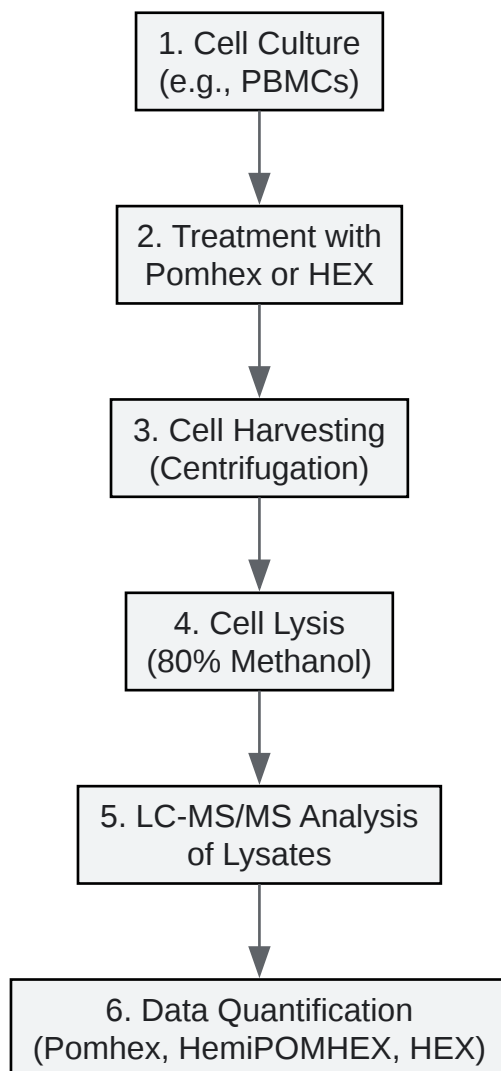 1. Cell Culture
(e.g., PBMCs)
2. Treatment with
Pomhex or HEX
3. Cell Harvesting
(Centrifugation)
4. Cell Lysis
(80% Methanol)
5. LC-MS/MS Analysis
of Lysates
6. Data Quantification
(Pomhex, HemiPOMHEX, HEX)